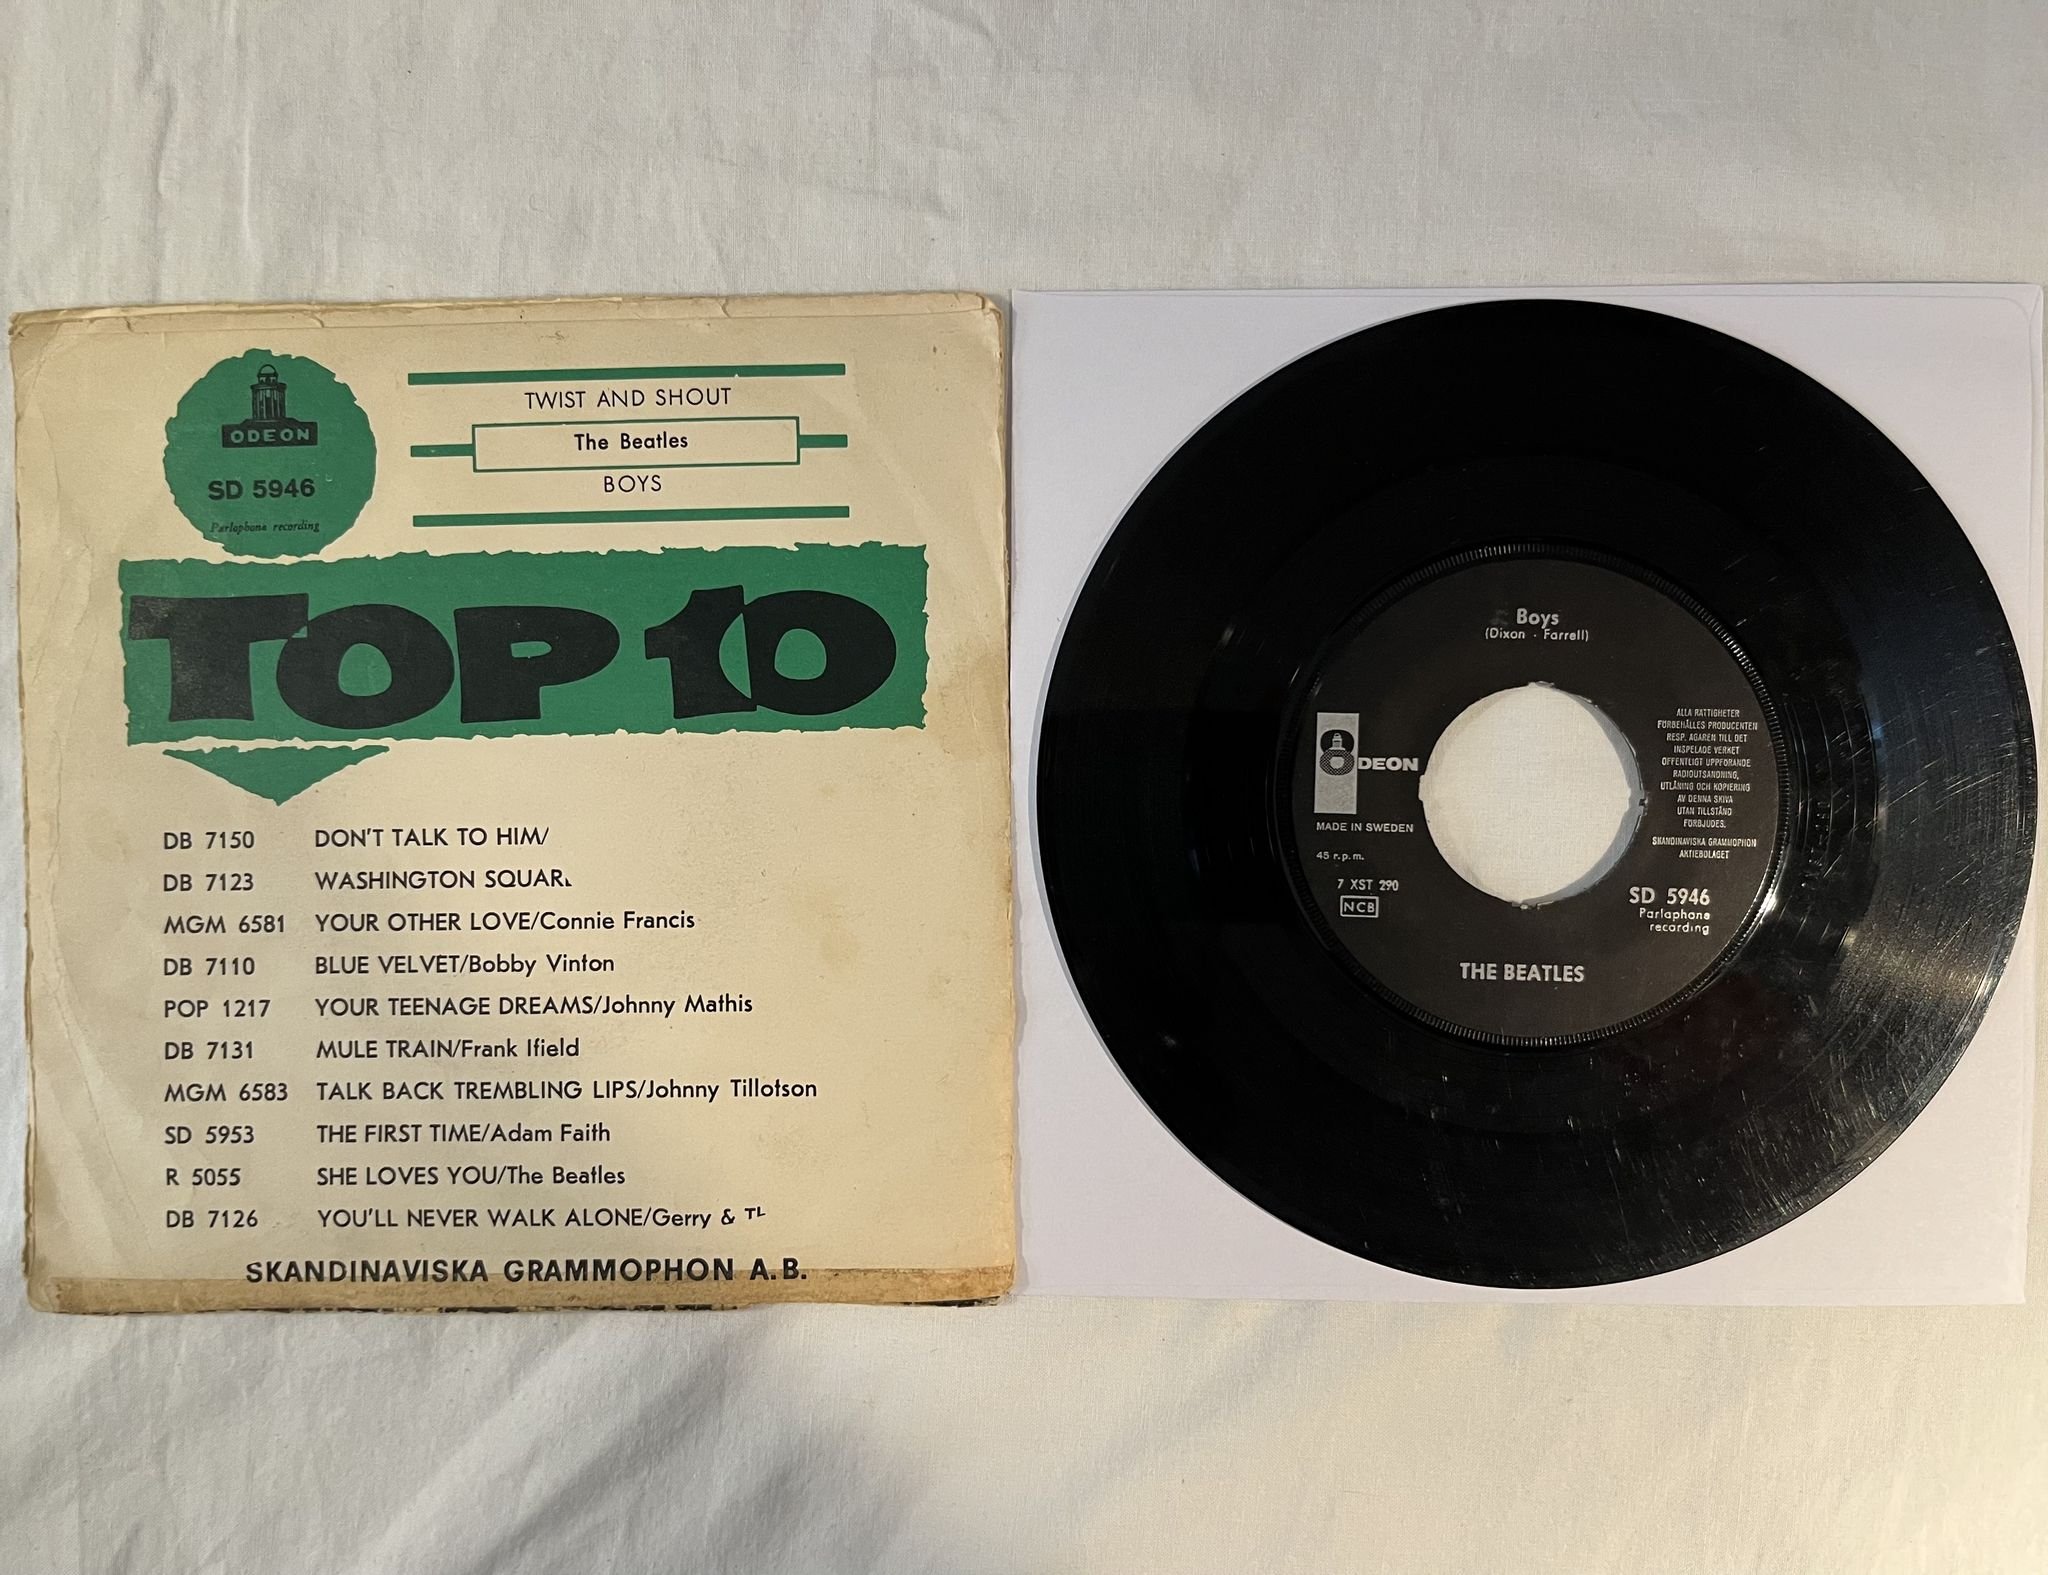 ODEON
SD 5946
Parlophone recording
TWIST AND SHOUT
The Beatles
BOYS
TOP 10
DB 7150 DON'T TALK TO HIM/
DB 7123 WASHINGTON
MGM 6581 YOUR OTHER LOVE/Connie Francis
DB 7110 BLUE VELVET/Bobby Vinton
POP 1217 YOUR TEENAGE DREAMS/Johnny Mathis
DB 7131 MULE TRAIN/Frank Ifield
MGM 6583 TALK BACK TREMBLING LIPS/Johnny Tillotson
SD 5953 THE FIRST TIME/Adam Faith
R 5055 SHE LOVES YOU/The Beatles
DB 7126 YOU'LL NEVER WALK ALONE/Gerry &
SKANDINAVISKA GRAMMOPHON A.B.
Boys
(Dixon - Farrell)
ODEON
MADE IN SWEDEN
45 r.p.m.
7 XST 290
NCB
ALLA RÄTTIGHETER
FÖRBEHÅLLES PRODUCENTEN
RESP. ÄGAREN TILL DET
INSPELADE VERKET
OFFENTLIGT UPPFÖRANDE
RADIOUTSÄNDNING,
UTLÅNING OCH KOPIERING
AV DENNA SKIVA
UTAN TILLSTÅND
FÖRBJUDES.
SKANDINAVISKA GRAMMOPHON
AKTIEBOLAGET
SD 5946
Parlophone
recording
THE BEATLES